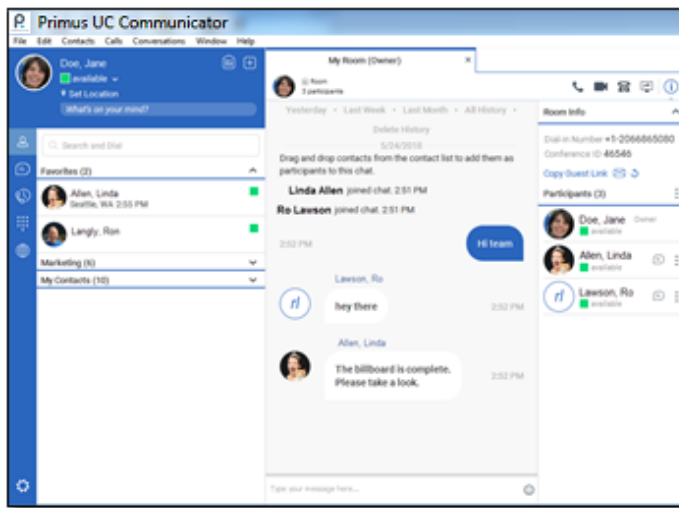 Primus UC Communicator
File Edit Contacts Calls Conversations Window Help
Doe, Jane
available
Set Location
What's on your mind?
Search and Dial
Favorites (2)
Allen, Linda
Seattle, WA 2:55 PM
Langly, Ron
Marketing (6)
My Contacts (10)
My Room (Owner) ×
Room
3 participants
Yesterday • Last Week • Last Month • All History •
Delete History
5/24/2018
Drag and drop contacts from the contact list to add them as
participants to this chat.
Linda Allen joined chat. 2:51 PM
Ro Lawson joined chat. 2:51 PM
2:52 PM Hi team
Lawson, Ro
rl hey there 2:52 PM
Allen, Linda
The billboard is complete.
Please take a look.
2:52 PM
Type your message here...
Room Info
Dial-in Number +1-2066865080
Conference ID 46546
Copy Guest Link
Participants (3)
Doe, Jane Owner
available
Allen, Linda
available
rl Lawson, Ro
available